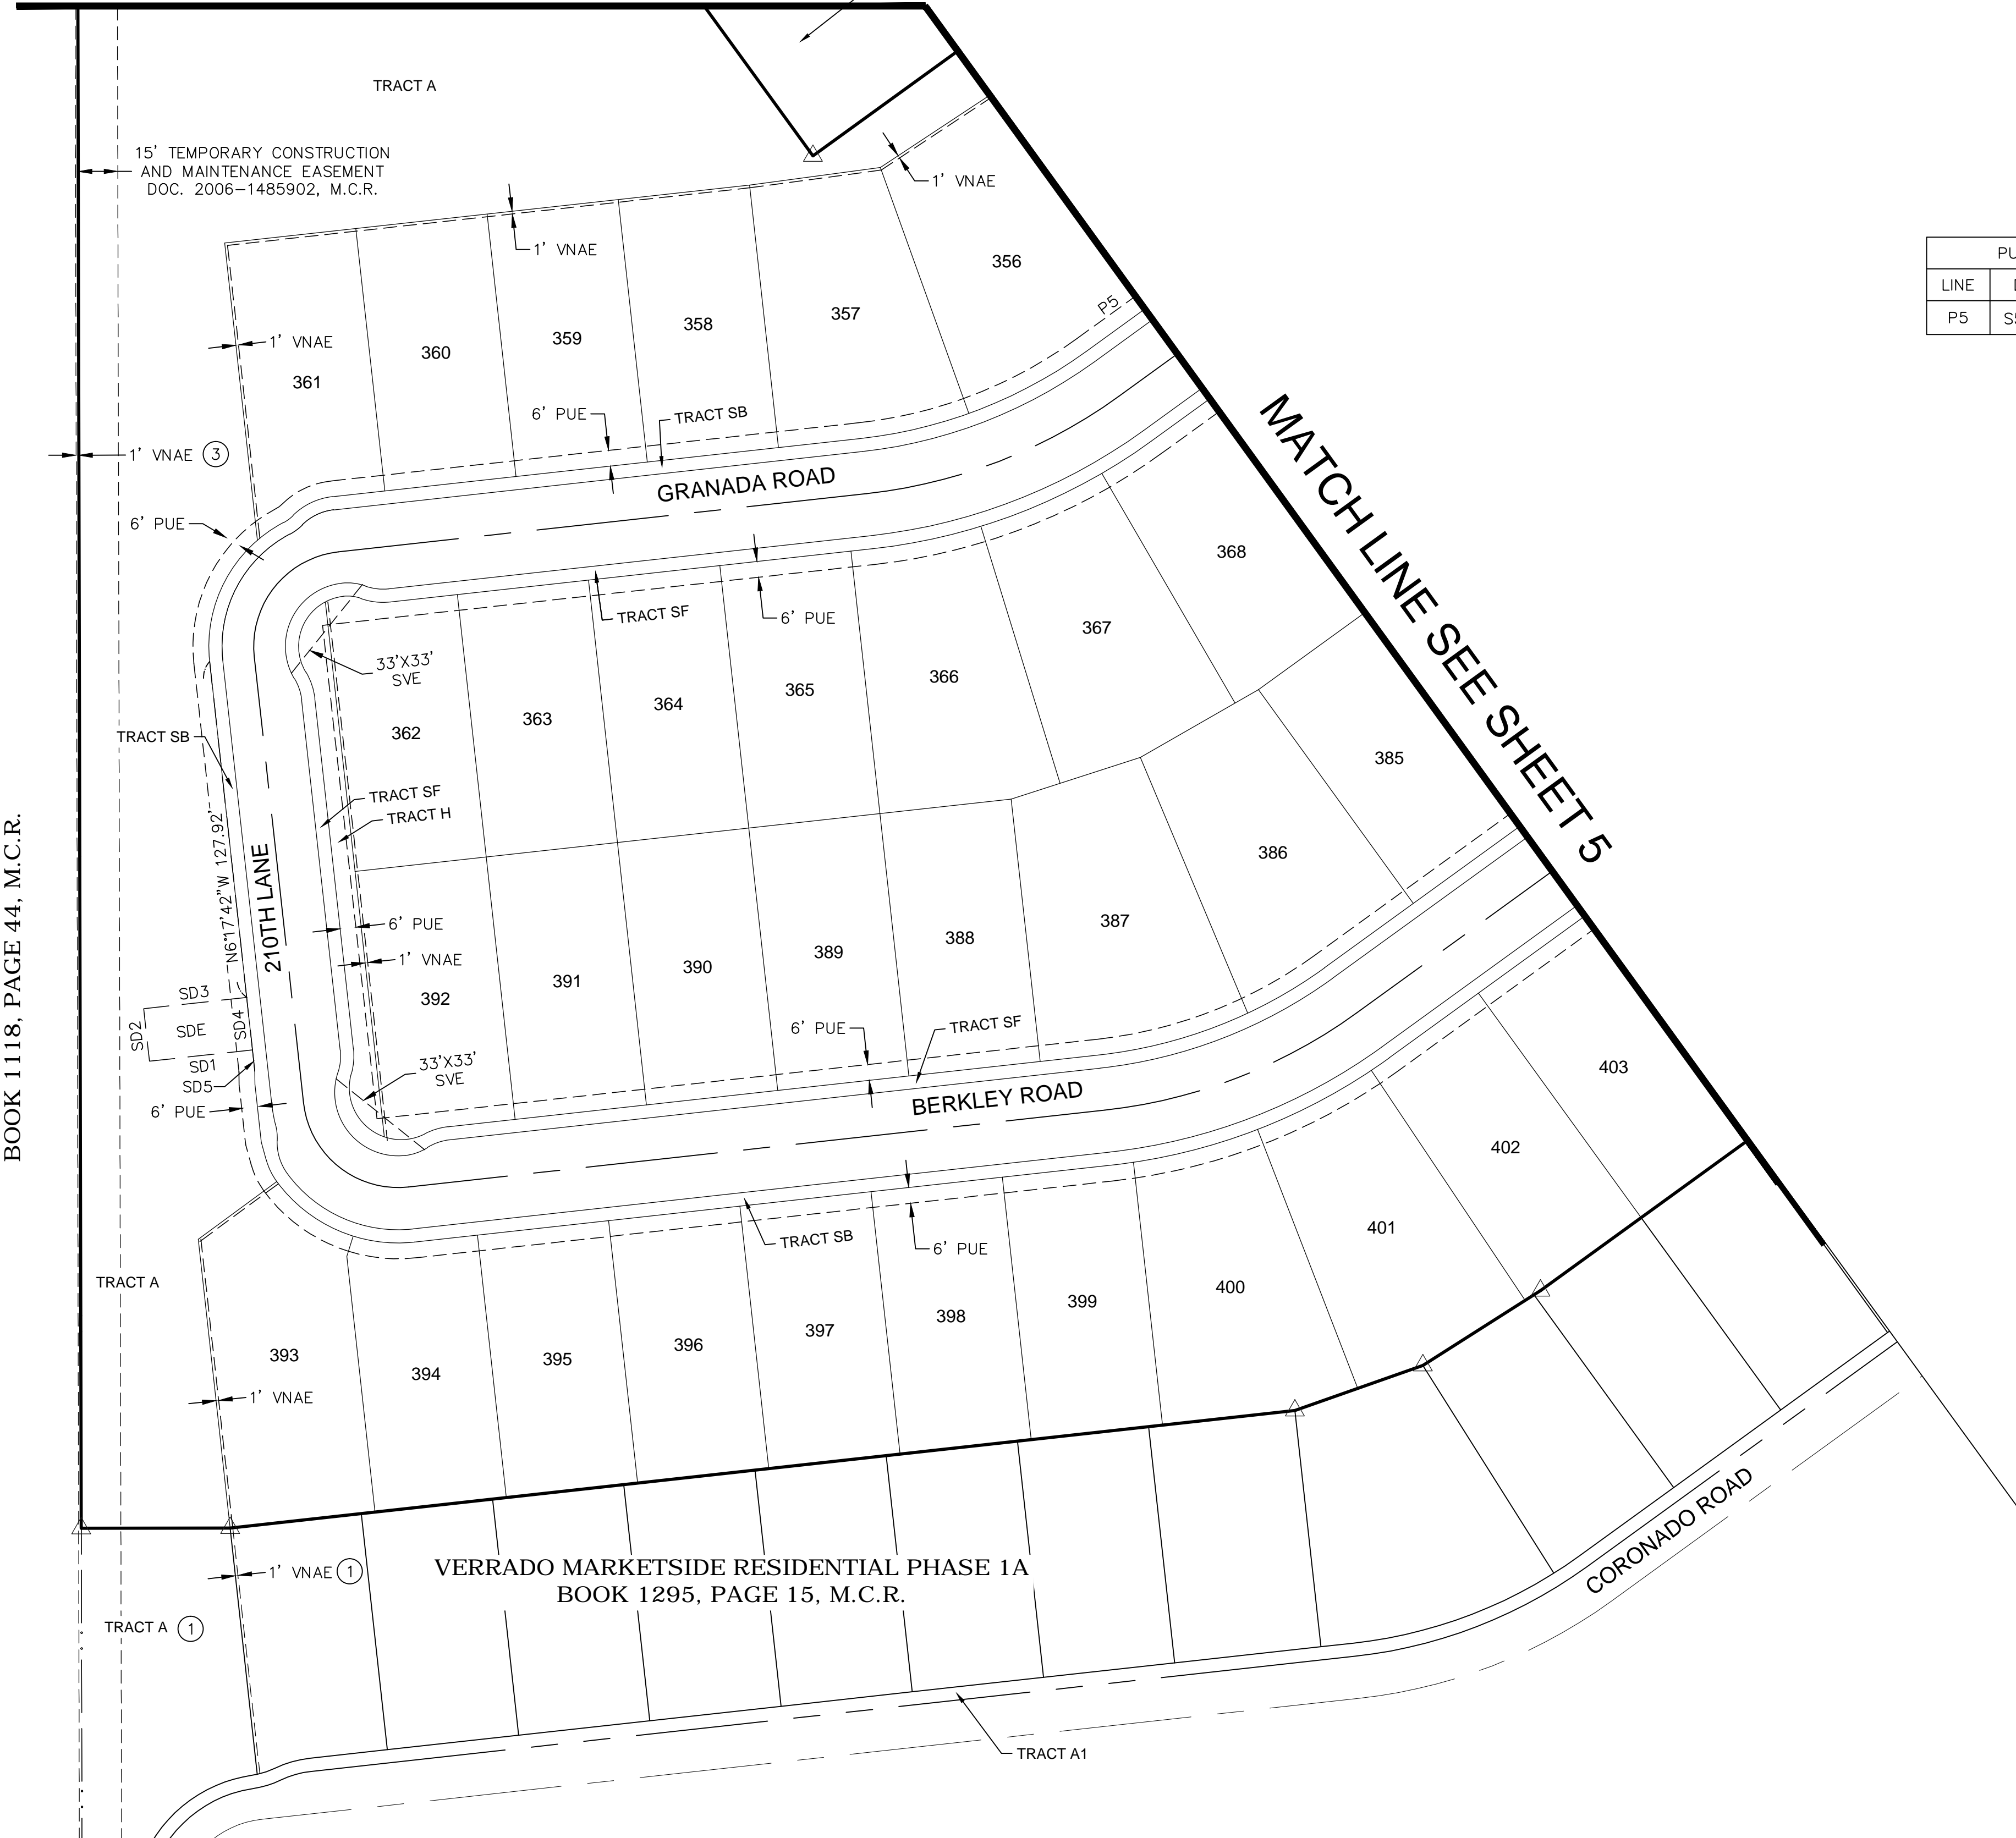 TRACT A
15' TEMPORARY CONSTRUCTION
AND MAINTENANCE EASEMENT
DOC. 2006-1485902, M.C.R.
1' VNAE
1' VNAE
356
P5
LINE
P5
357
358
359
360
1' VNAE
361
6' PUE
TRACT SB
1' VNAE 3
GRANADA ROAD
6' PUE
MATCH LINE SEE SHEET 5
368
367
366
365
364
363
362
6' PUE
TRACT SF
33'X33'
SVE
TRACT SB
TRACT SF
TRACT H
385
386
387
388
389
390
391
392
N6°17'42"W 127.92'
210TH LANE
6' PUE
1' VNAE
BOOK 1118, PAGE 44, M.C.R.
SD3
SD2
SDE
SD4
SD1
SD5
6' PUE
33'X33'
SVE
6' PUE
TRACT SF
BERKLEY ROAD
403
402
401
400
399
398
397
396
395
394
393
TRACT SB
6' PUE
TRACT A
1' VNAE
1' VNAE 1
VERRADO MARKETSIDE RESIDENTIAL PHASE 1A
BOOK 1295, PAGE 15, M.C.R.
CORONADO ROAD
TRACT A 1
TRACT A1